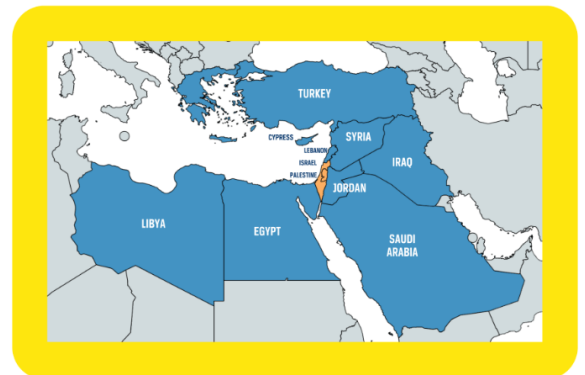 TURKEY
CYPRESS
SYRIA
LEBANON
ISRAEL
IRAQ
PALESTINE
JORDAN
LIBYA
EGYPT
SAUDI
ARABIA